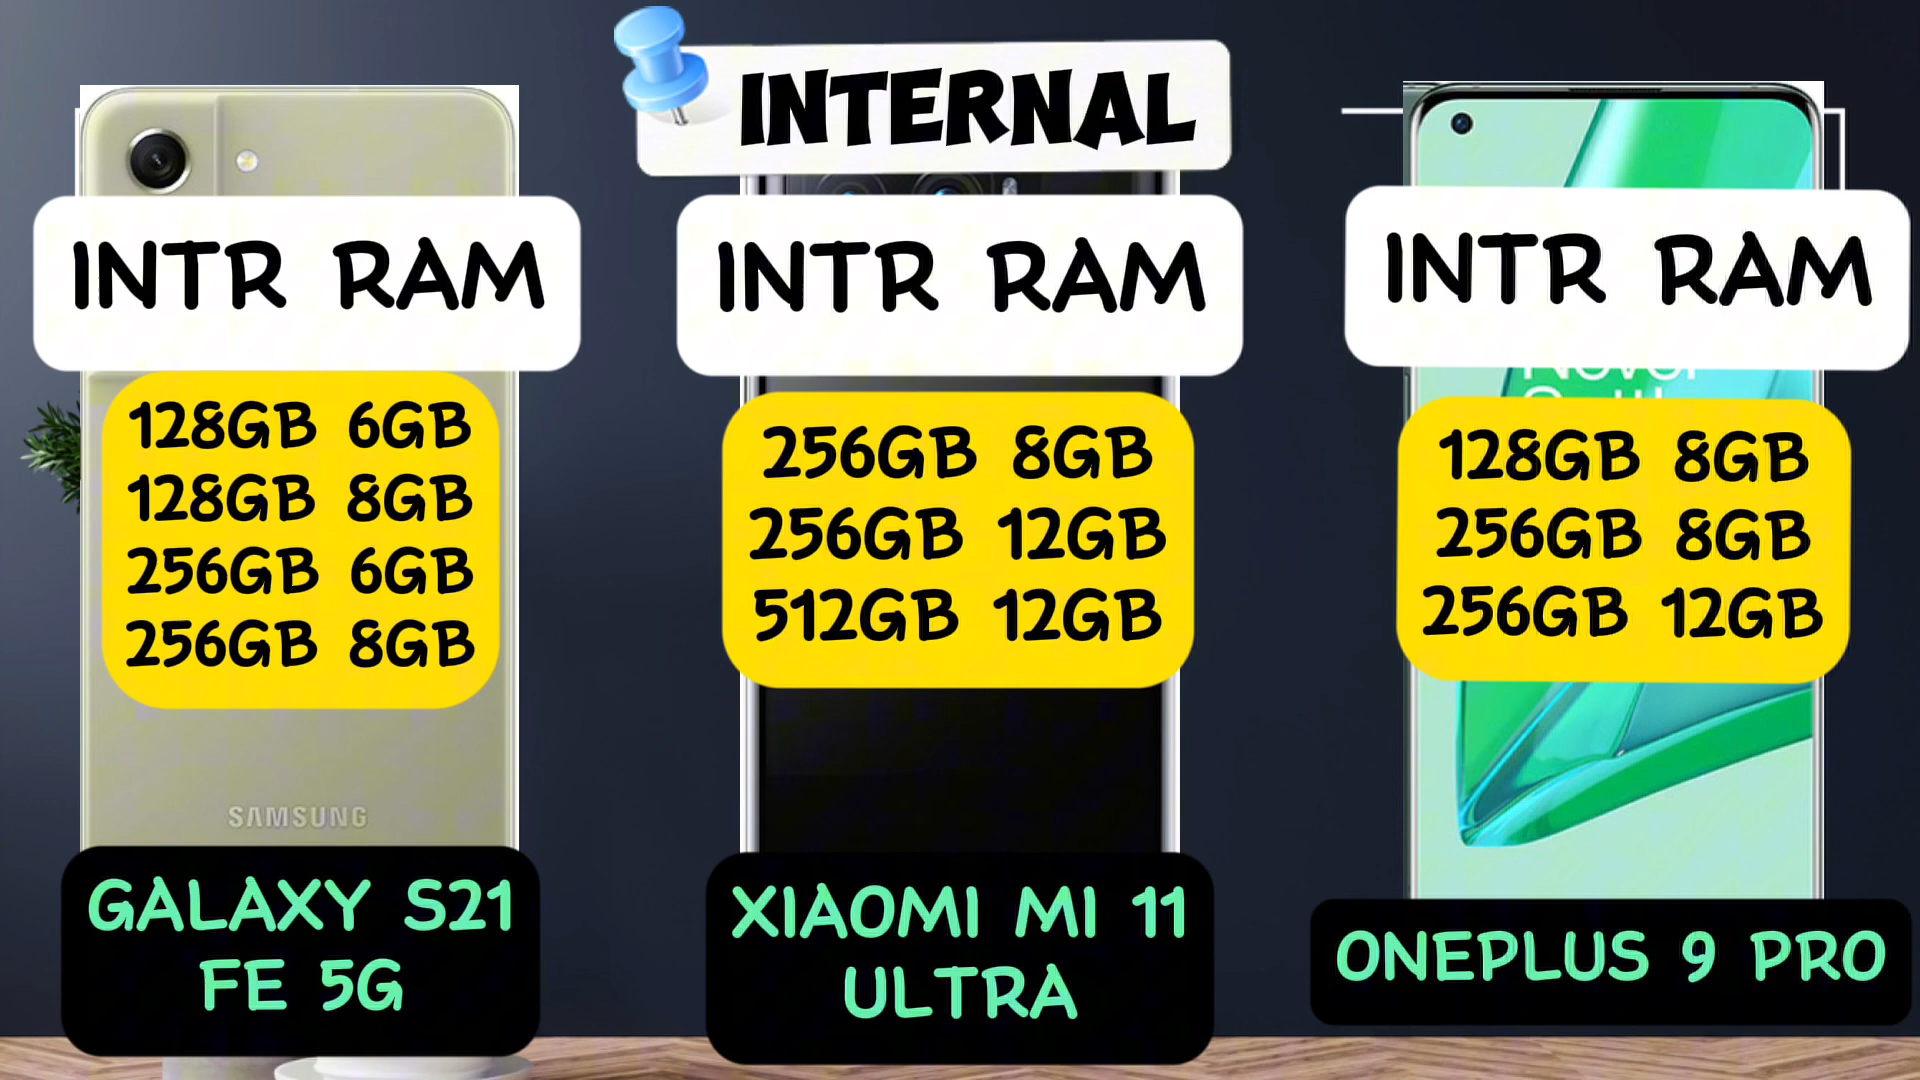 INTERNAL
INTR RAM
128GB 6GB
128GB 8GB
256GB 6GB
256GB 8GB
SAMSUNG
GALAXY S21
FE 5G
INTR RAM
256GB 8GB
256GB 12GB
512GB 12GB
XIAOMI MI 11
ULTRA
INTR RAM
128GB 8GB
256GB 8GB
256GB 12GB
ONEPLUS 9 PRO